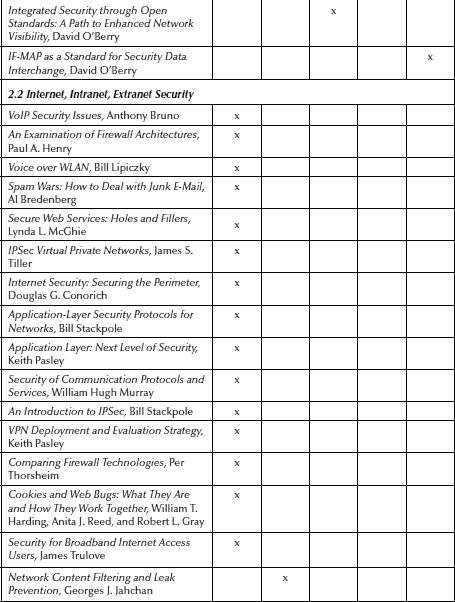 Integrated Security through Open
Standards: A Path to Enhanced Network
Visibility, David O'Berry
x
IF-MAP as a Standard for Security Data
Interchange, David O'Berry
x
2.2 Internet, Intranet, Extranet Security
VoIP Security Issues, Anthony Bruno
x
An Examination of Firewall Architectures,
Paul A. Henry
x
Voice over WLAN, Bill Lipiczky
x
Spam Wars: How to Deal with Junk E-Mail,
Al Bredenberg
x
Secure Web Services: Holes and Fillers,
Lynda L. McGhie
x
IPSec Virtual Private Networks, James S.
Tiller
x
Internet Security: Securing the Perimeter,
Douglas G. Conorich
x
Application-Layer Security Protocols for
Networks, Bill Stackpole
x
Application Layer: Next Level of Security,
Keith Pasley
x
Security of Communication Protocols and
Services, William Hugh Murray
x
An Introduction to IPSec, Bill Stackpole
x
VPN Deployment and Evaluation Strategy,
Keith Pasley
x
Comparing Firewall Technologies, Per
Thorsheim
x
Cookies and Web Bugs: What They Are
and How They Work Together, William T.
Harding, Anita J. Reed, and Robert L. Gray
x
Security for Broadband Internet Access
Users, James Trulove
x
Network Content Filtering and Leak
Prevention, Georges J. Jahchan
x